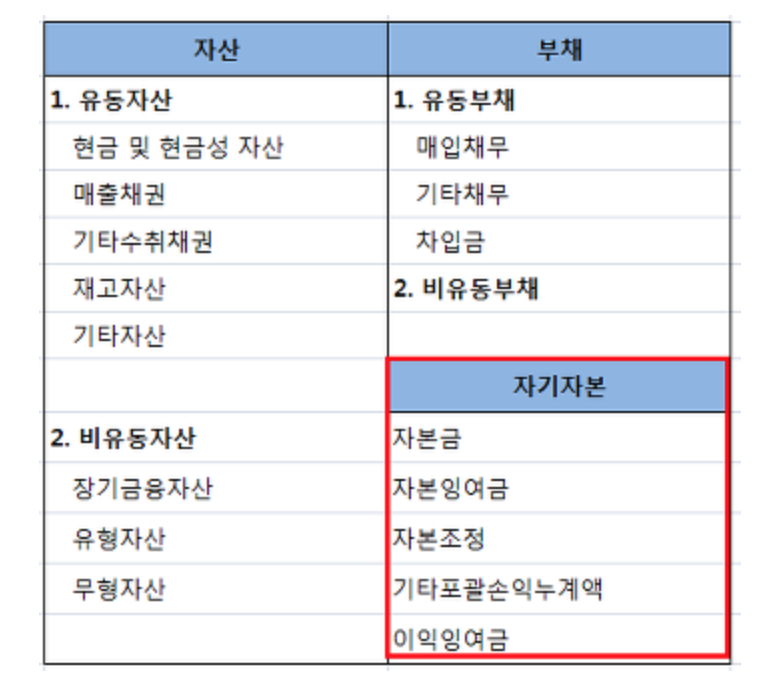 자산
부채
1. 유동자산
1. 유동부채
현금 및 현금성 자산
매입채무
매출채권
기타채무
기타수취채권
차입금
재고자산
2. 비유동부채
기타자산
자기자본
2. 비유동자산
자본금
장기금융자산
자본잉여금
유형자산
자본조정
무형자산
기타포괄손익누계액
이익잉여금